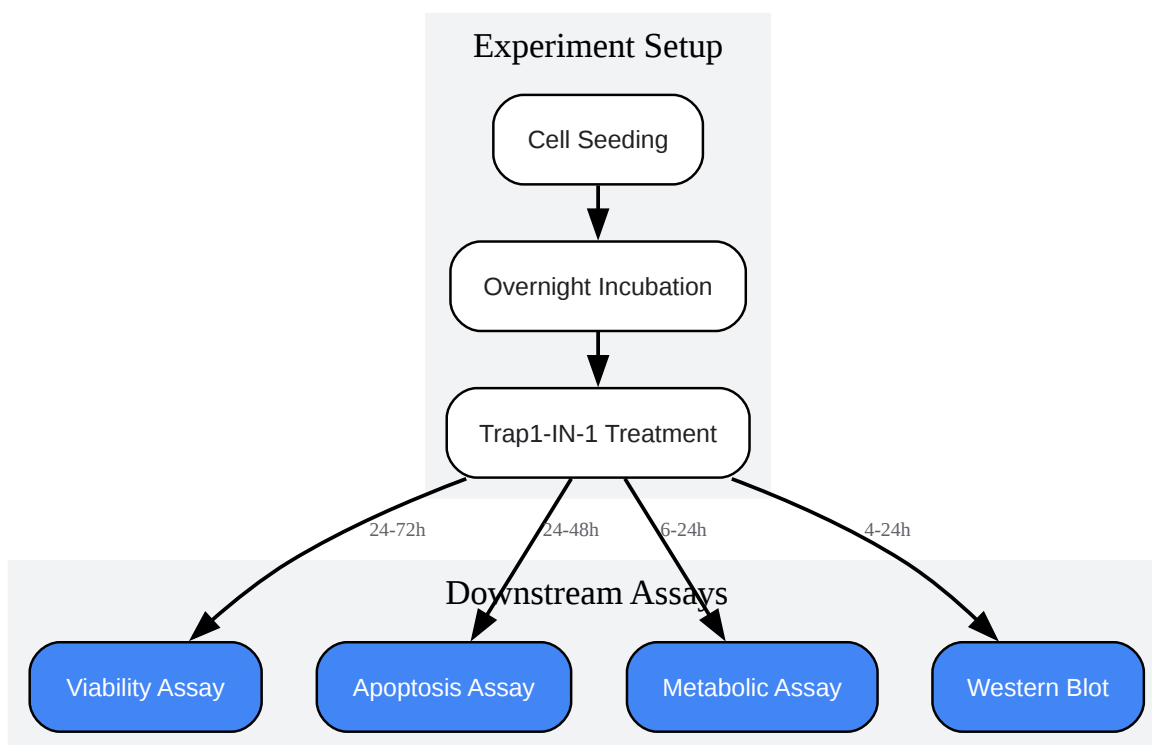 Experiment Setup
Cell Seeding
Overnight Incubation
Trap1-IN-1 Treatment
24-72h
24-48h
6-24h
4-24h
Downstream Assays
Viability Assay
Apoptosis Assay
Metabolic Assay
Western Blot